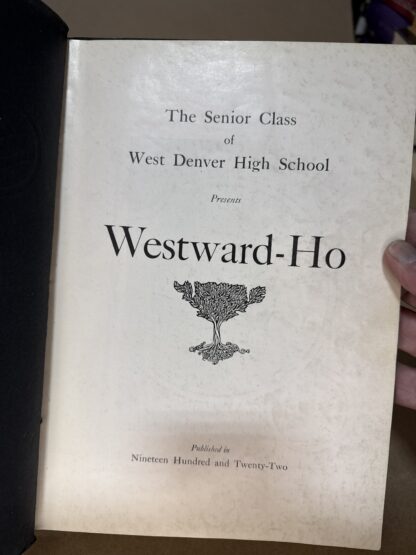 The Senior Class
of
West Denver High School
Presents
Westward-Ho
Published in
Nineteen Hundred and Twenty-Two